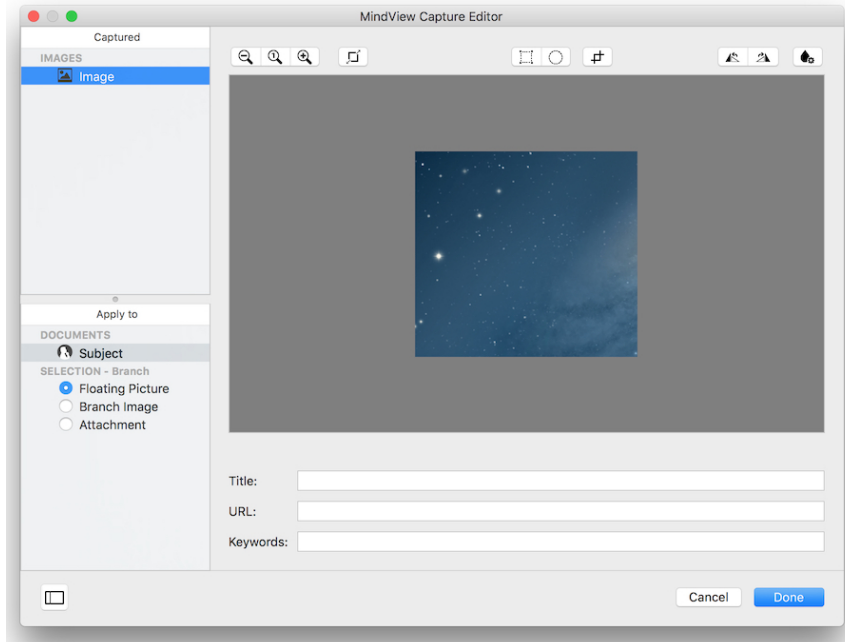 MindView Capture Editor
Captured
IMAGES
Image
Apply to
DOCUMENTS
Subject
SELECTION - Branch
Floating Picture
Branch Image
Attachment
1
Title:
URL:
Keywords:
Cancel
Done